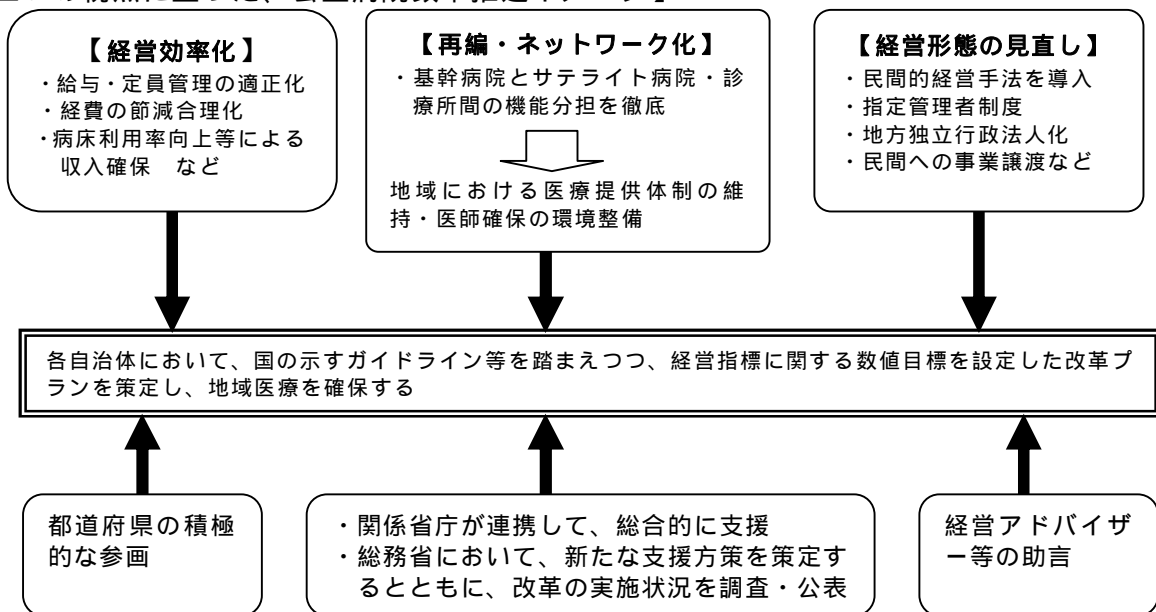 【経営効率化】
・給与・定員管理の適正化
・経費の節減合理化
・病床利用率向上等による
収入確保　など
【再編・ネットワーク化】
・基幹病院とサテライト病院・診
療所間の機能分担を徹底
地域における医療提供体制の維
持・医師確保の環境整備
【経営形態の見直し】
・民間的経営手法を導入
・指定管理者制度
・地方独立行政法人化
・民間への事業譲渡など
各自治体において、国の示すガイドライン等を踏まえつつ、経営指標に関する数値目標を設定した改革プ
ランを策定し、地域医療を確保する
都道府県の積極
的な参画
・関係省庁が連携して、総合的に支援
・総務省において、新たな支援方策を策定す
るとともに、改革の実施状況を調査・公表
経営アドバイザ
ー等の助言